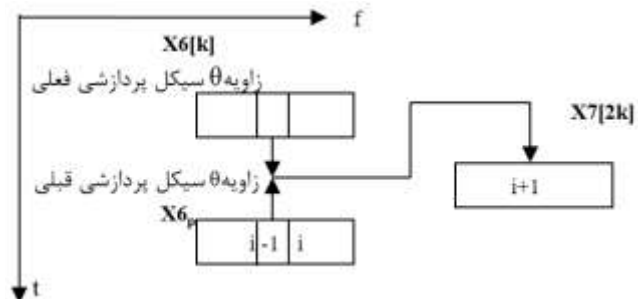 f
X6[k]
زاویهθ سیکل پردازشی فعلی
X7[2k]
زاویهθ سیکل پردازشی قبلی
i+1
X6p
i -1 i
t